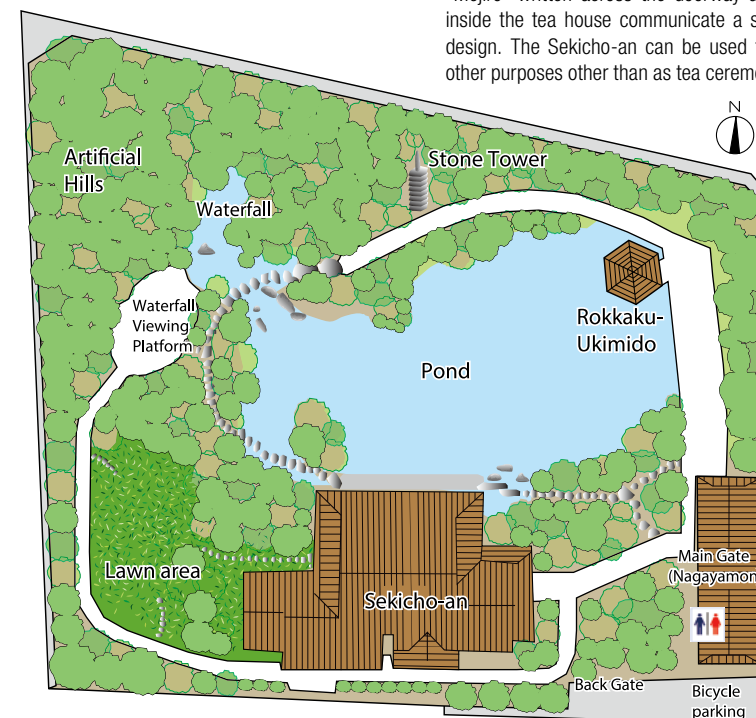 inside the tea house communicate a s
design. The Sekicho-an can be used
other purposes other than as tea cerem
N
Artificial
Hills
Stone Tower
Waterfall
Waterfall
Viewing
Platform
Rokkaku-
Ukimido
Pond
Lawn area
Sekicho-an
Main Gate
(Nagayamon
Back Gate
Bicycle
parking